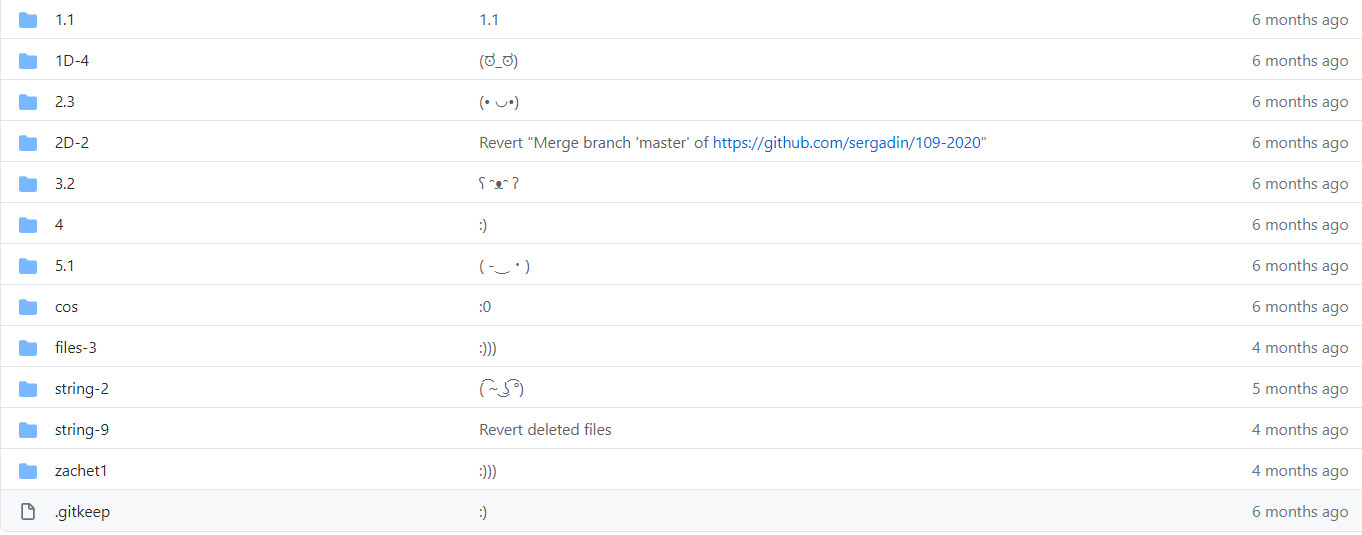 1.1 1.1 6 months ago
1D-4 (ಠ_ಠ) 6 months ago
2.3 (• ◡•) 6 months ago
2D-2 Revert "Merge branch 'master' of https://github.com/sergadin/109-2020" 6 months ago
3.2 ʕ ᵔᴥᵔ ʔ 6 months ago
4 :) 6 months ago
5.1 ( -‿・) 6 months ago
cos :0 6 months ago
files-3 :))) 4 months ago
string-2 ( ͡~ ͜ʖ ͡°) 5 months ago
string-9 Revert deleted files 4 months ago
zachet1 :))) 4 months ago
.gitkeep :) 6 months ago